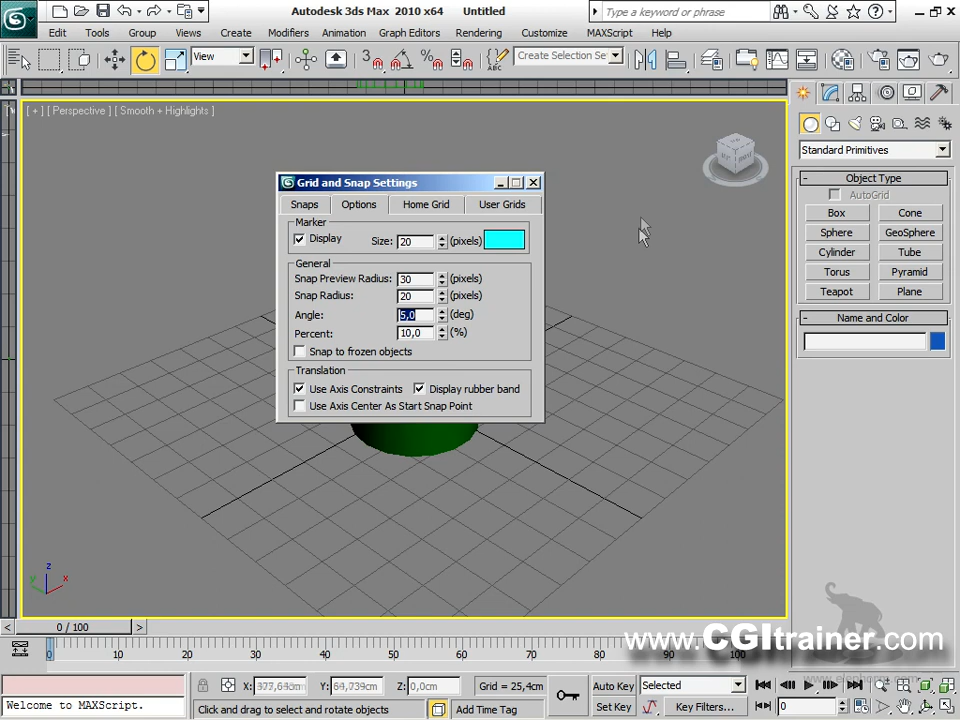 Autodesk 3ds Max 2010 x64 Untitled
Type a keyword or phrase
Edit Tools Group Views Create Modifiers Animation Graph Editors Rendering Customize MAXScript Help
View
Create Selection Se
[ + ] [ Perspective ] [ Smooth + Highlights ]
Standard Primitives
Object Type
AutoGrid
Box Cone
Sphere GeoSphere
Cylinder Tube
Torus Pyramid
Teapot Plane
Name and Color
Grid and Snap Settings
Snaps Options Home Grid User Grids
Marker
Display Size: 20 (pixels)
General
Snap Preview Radius: 30 (pixels)
Snap Radius: 20 (pixels)
Angle: 5,0 (deg)
Percent: 10,0 (%)
Snap to frozen objects
Translation
Use Axis Constraints Display rubber band
Use Axis Center As Start Snap Point
z
y x
0 / 100
www.CGItrainer.com
0 10 20 30 40 50 60 70 80 90 100
X: 377,643cm Y: 64,739cm Z: 0,0cm Grid = 25,4cm Auto Key Selected
Welcome to MAXScript. Click and drag to select and rotate objects Add Time Tag Set Key Key Filters... 0